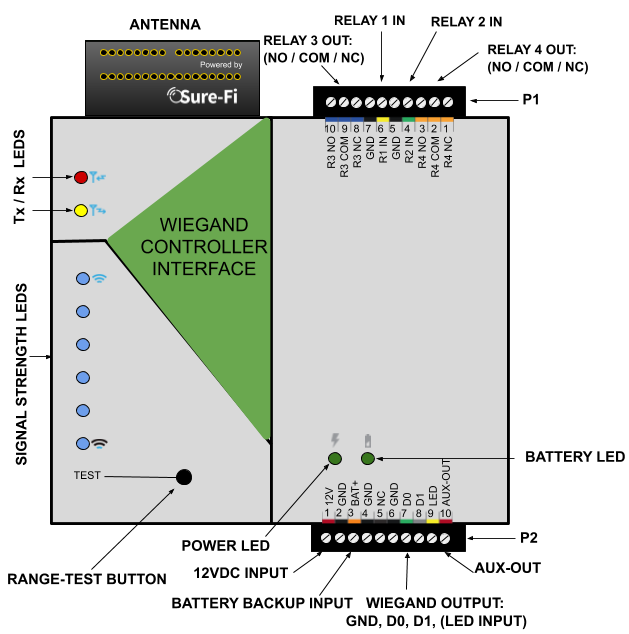 ANTENNA
RELAY 1 IN
RELAY 2 IN
RELAY 3 OUT:
(NO / COM / NC)
RELAY 4 OUT:
(NO / COM / NC)
Powered by
Sure-Fi
P1
10 9 8 7 6 5 4 3 2 1
R3 NO
R3 COM
R3 NC
GND
R1 IN
GND
R2 IN
R4 NO
R4 COM
R4 NC
Tx / Rx LEDS
WIEGAND
CONTROLLER
INTERFACE
SIGNAL STRENGTH LEDS
TEST
BATTERY LED
12V
GND
BAT+
GND
NC
GND
D0
D1
LED
AUX-OUT
1 2 3 4 5 6 7 8 9 10
P2
POWER LED
RANGE-TEST BUTTON
12VDC INPUT
AUX-OUT
BATTERY BACKUP INPUT
WIEGAND OUTPUT:
GND, D0, D1, (LED INPUT)